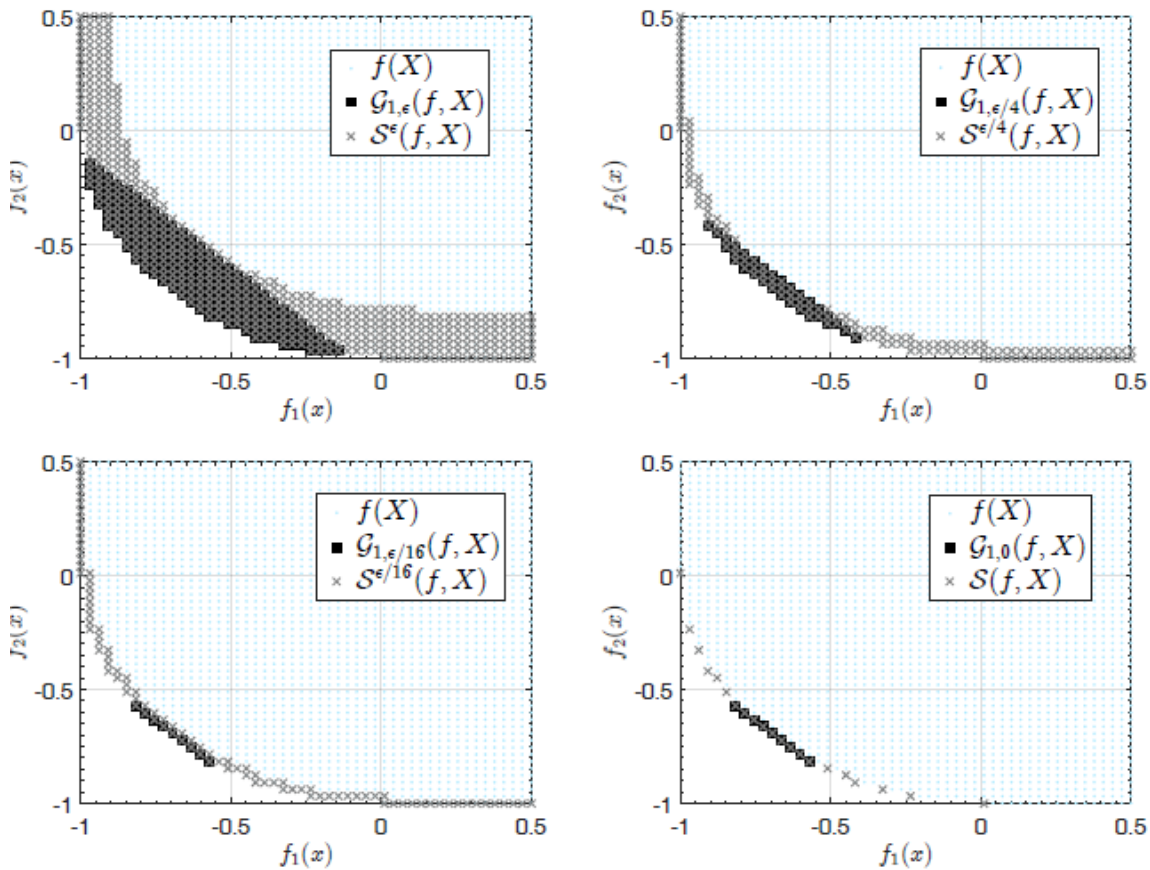 0.5
0
-0.5
-1
-1 -0.5 0 0.5
f₂(x)
f₁(x)
f(X)
𝒢₁,ϵ(f, X)
𝒮^ϵ(f, X)
0.5
0
-0.5
-1
-1 -0.5 0 0.5
f₂(x)
f₁(x)
f(X)
𝒢₁,ϵ/4(f, X)
𝒮^ϵ/4(f, X)
0.5
0
-0.5
-1
-1 -0.5 0 0.5
f₂(x)
f₁(x)
f(X)
𝒢₁,ϵ/16(f, X)
𝒮^ϵ/16(f, X)
0.5
0
-0.5
-1
-1 -0.5 0 0.5
f₂(x)
f₁(x)
f(X)
𝒢₁,₀(f, X)
𝒮(f, X)